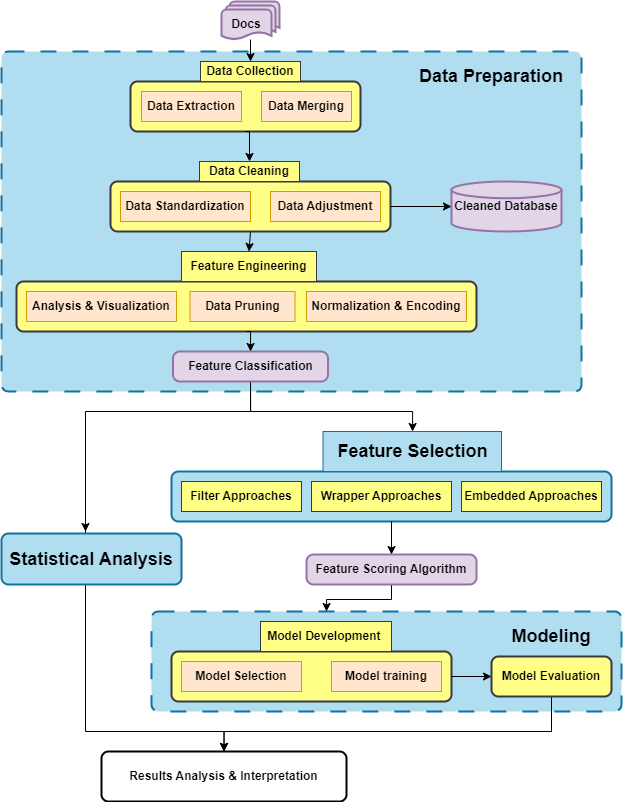 Docs
Data Collection
Data Preparation
Data Extraction
Data Merging
Data Cleaning
Data Standardization
Data Adjustment
Cleaned Database
Feature Engineering
Analysis & Visualization
Data Pruning
Normalization & Encoding
Feature Classification
Feature Selection
Filter Approaches
Wrapper Approaches
Embedded Approaches
Statistical Analysis
Feature Scoring Algorithm
Model Development
Modeling
Model Selection
Model training
Model Evaluation
Results Analysis & Interpretation